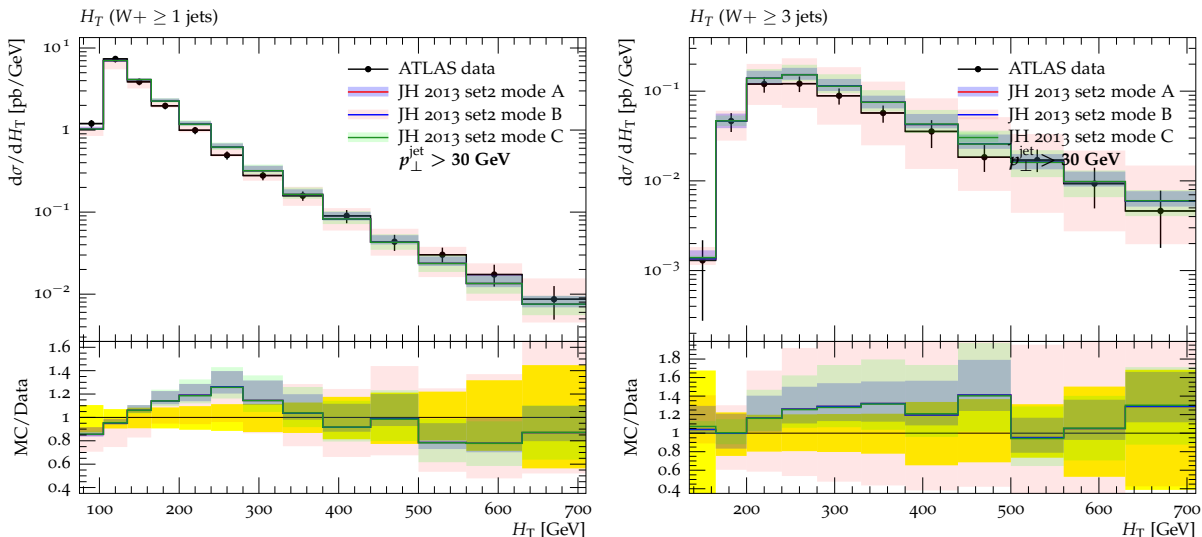 H_T (W+ ≥ 1 jets)
ATLAS data
JH 2013 set2 mode A
JH 2013 set2 mode B
JH 2013 set2 mode C
p_⊥^jet > 30 GeV
10^1
1
10^−1
10^−2
dσ/dH_T [pb/GeV]
1.6
1.4
1.2
1
0.8
0.6
0.4
MC/Data
100 200 300 400 500 600 700
H_T [GeV]
H_T (W+ ≥ 3 jets)
ATLAS data
JH 2013 set2 mode A
JH 2013 set2 mode B
JH 2013 set2 mode C
p_⊥^jet > 30 GeV
10^−1
10^−2
10^−3
dσ/dH_T [pb/GeV]
1.8
1.6
1.4
1.2
1
0.8
0.6
0.4
MC/Data
200 300 400 500 600 700
H_T [GeV]